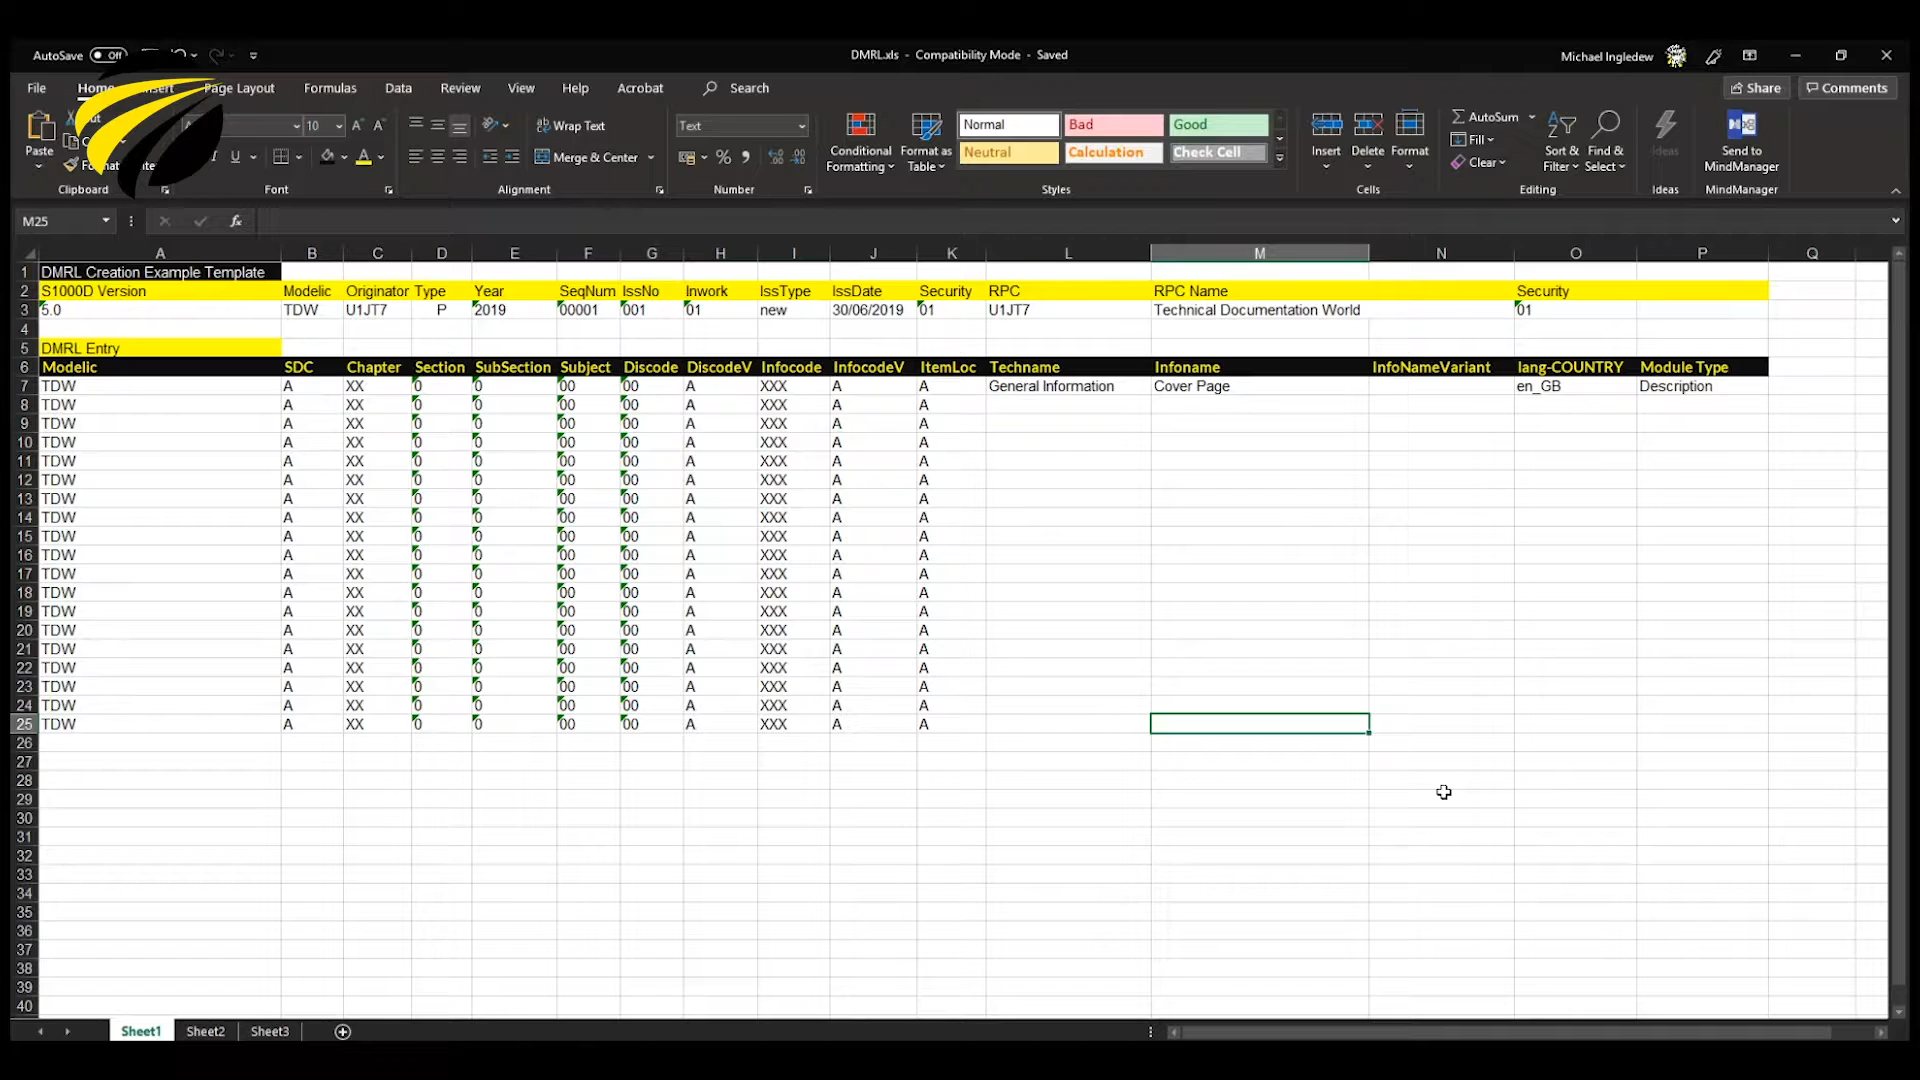 AutoSave Off DMRL.xls - Compatibility Mode - Saved Michael Ingledew
File Home Insert Page Layout Formulas Data Review View Help Acrobat Search Share Comments
Paste 10 Wrap Text Text Conditional Formatting Format as Table Normal Bad Good Insert Delete Format AutoSum Sort & Filter Find & Select Ideas Send to MindManager
U Merge & Center Neutral Calculation Check Cell Fill Clear
Clipboard Font Alignment Number Styles Cells Editing Ideas MindManager
M25 fx
A B C D E F G H I J K L M N O P Q
1 DMRL Creation Example Template
2 S1000D Version Modelic Originator Type Year SeqNum IssNo Inwork IssType IssDate Security RPC RPC Name Security
3 5.0 TDW U1JT7 P 2019 00001 001 01 new 30/06/2019 01 U1JT7 Technical Documentation World 01
4
5 DMRL Entry
6 Modelic SDC Chapter Section SubSection Subject Discode DiscodeV Infocode InfocodeV ItemLoc Techname Infoname InfoNameVariant lang-COUNTRY Module Type
7 TDW A XX 0 0 00 00 A XXX A A General Information Cover Page en_GB Description
8 TDW A XX 0 0 00 00 A XXX A A
9 TDW A XX 0 0 00 00 A XXX A A
10 TDW A XX 0 0 00 00 A XXX A A
11 TDW A XX 0 0 00 00 A XXX A A
12 TDW A XX 0 0 00 00 A XXX A A
13 TDW A XX 0 0 00 00 A XXX A A
14 TDW A XX 0 0 00 00 A XXX A A
15 TDW A XX 0 0 00 00 A XXX A A
16 TDW A XX 0 0 00 00 A XXX A A
17 TDW A XX 0 0 00 00 A XXX A A
18 TDW A XX 0 0 00 00 A XXX A A
19 TDW A XX 0 0 00 00 A XXX A A
20 TDW A XX 0 0 00 00 A XXX A A
21 TDW A XX 0 0 00 00 A XXX A A
22 TDW A XX 0 0 00 00 A XXX A A
23 TDW A XX 0 0 00 00 A XXX A A
24 TDW A XX 0 0 00 00 A XXX A A
25 TDW A XX 0 0 00 00 A XXX A A
26
27
28
29
30
31
32
33
34
35
36
37
38
39
40
Sheet1 Sheet2 Sheet3